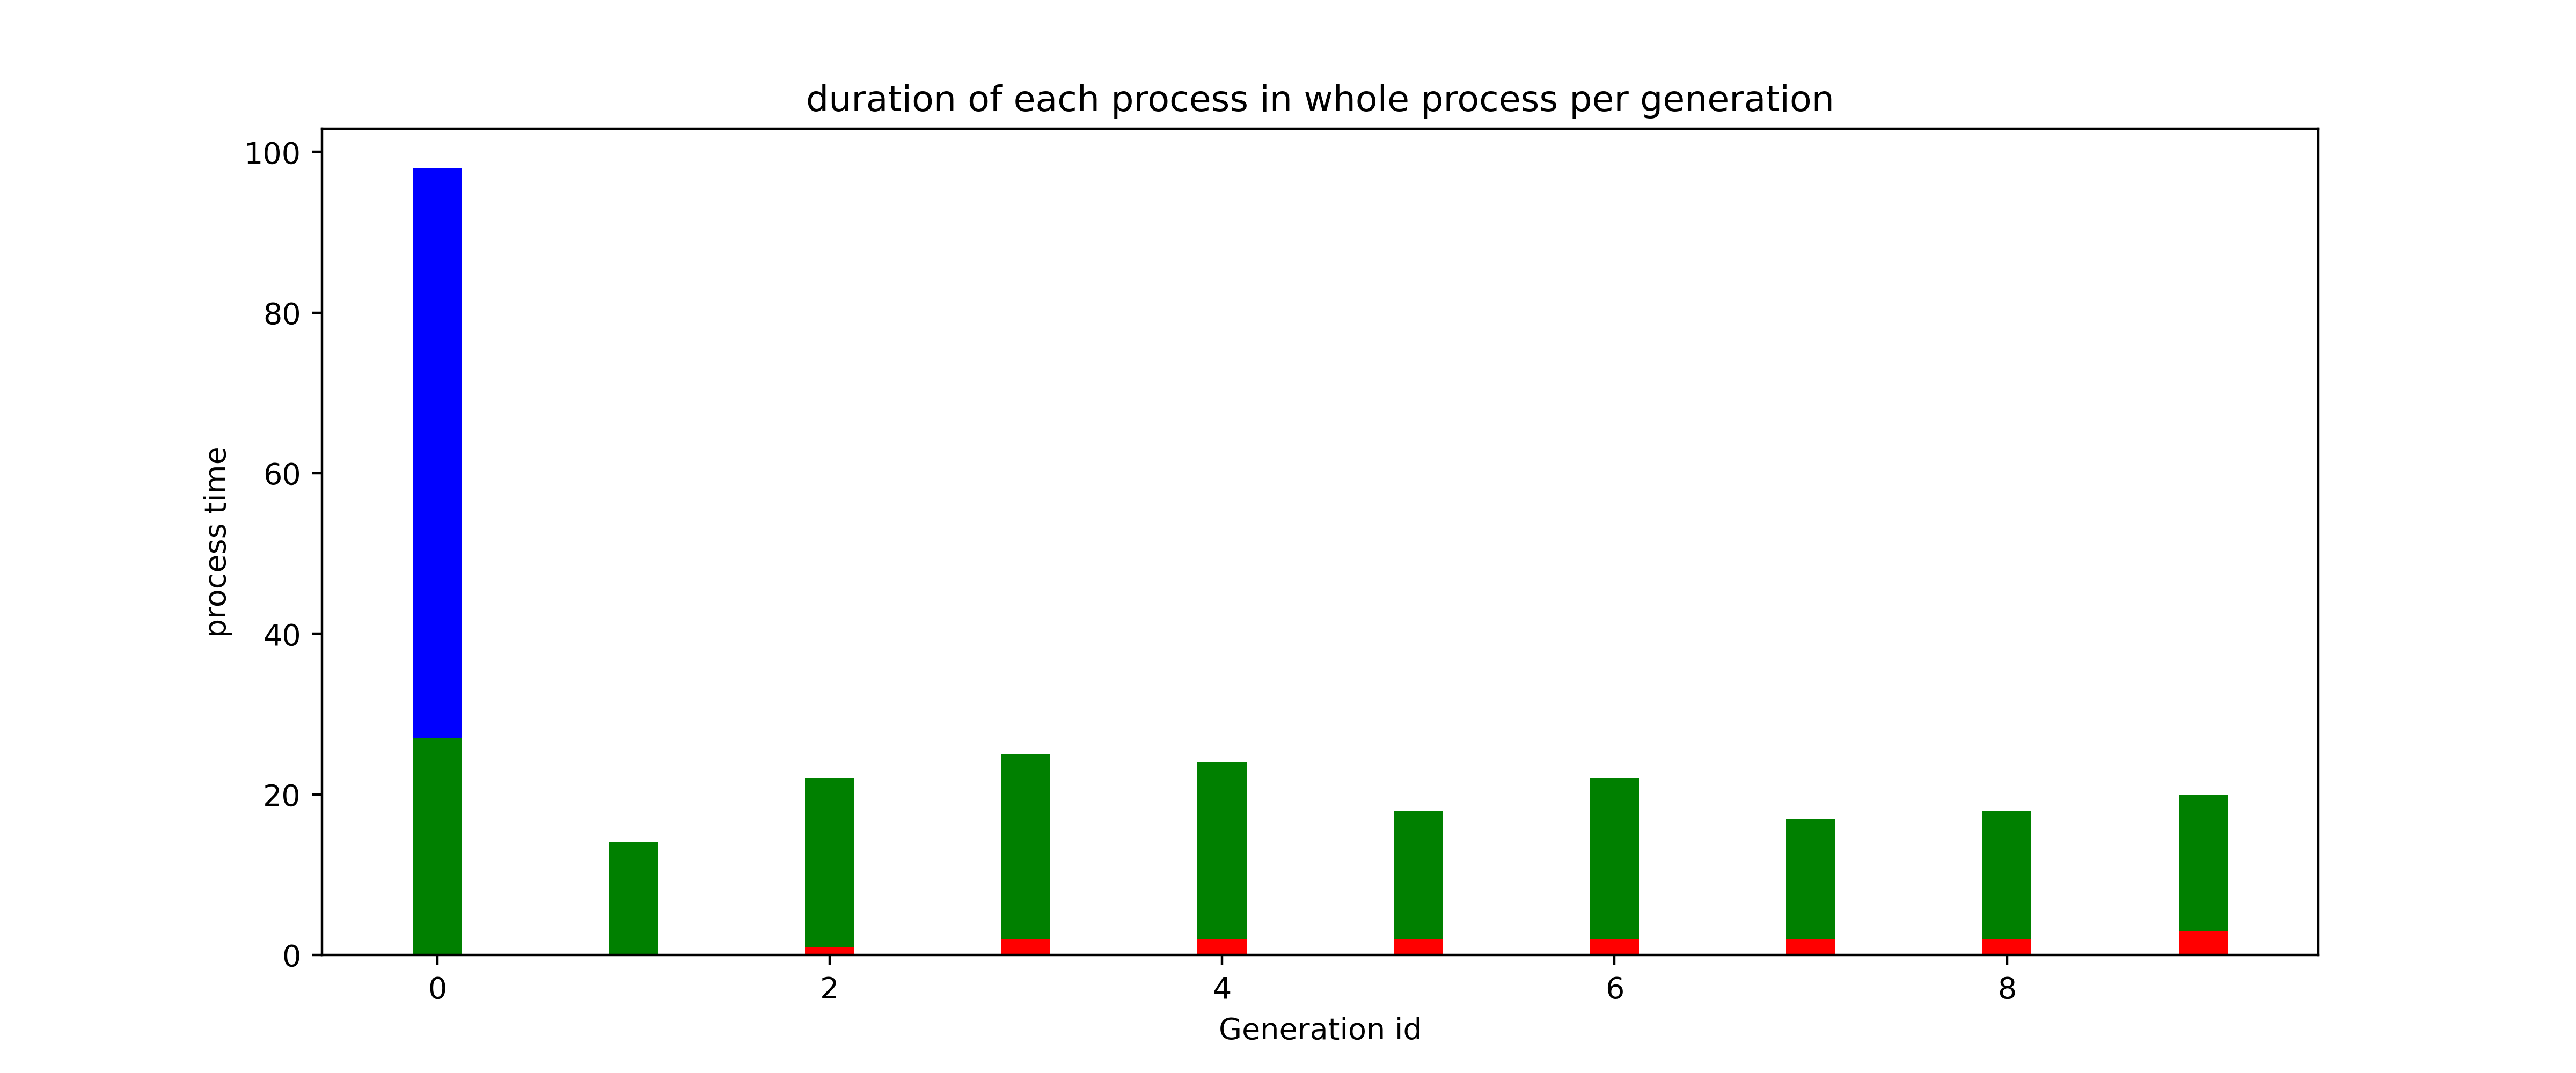 duration of each process in whole process per generation
100
80
60
40
20
0
process time
0 2 4 6 8
Generation id